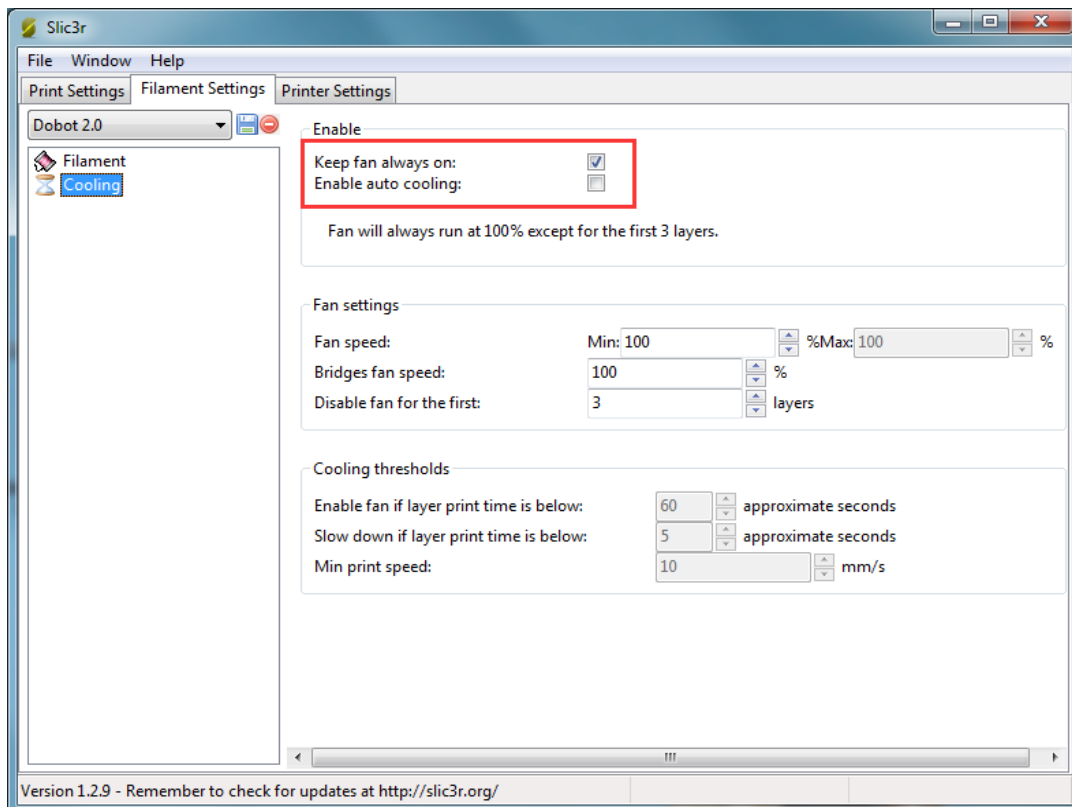 Slic3r
File Window Help
Print Settings Filament Settings Printer Settings
Dobot 2.0
Filament
Cooling
Enable
Keep fan always on:
Enable auto cooling:
Fan will always run at 100% except for the first 3 layers.
Fan settings
Fan speed: Min: 100 %Max: 100 %
Bridges fan speed: 100 %
Disable fan for the first: 3 layers
Cooling thresholds
Enable fan if layer print time is below: 60 approximate seconds
Slow down if layer print time is below: 5 approximate seconds
Min print speed: 10 mm/s
Version 1.2.9 - Remember to check for updates at http://slic3r.org/